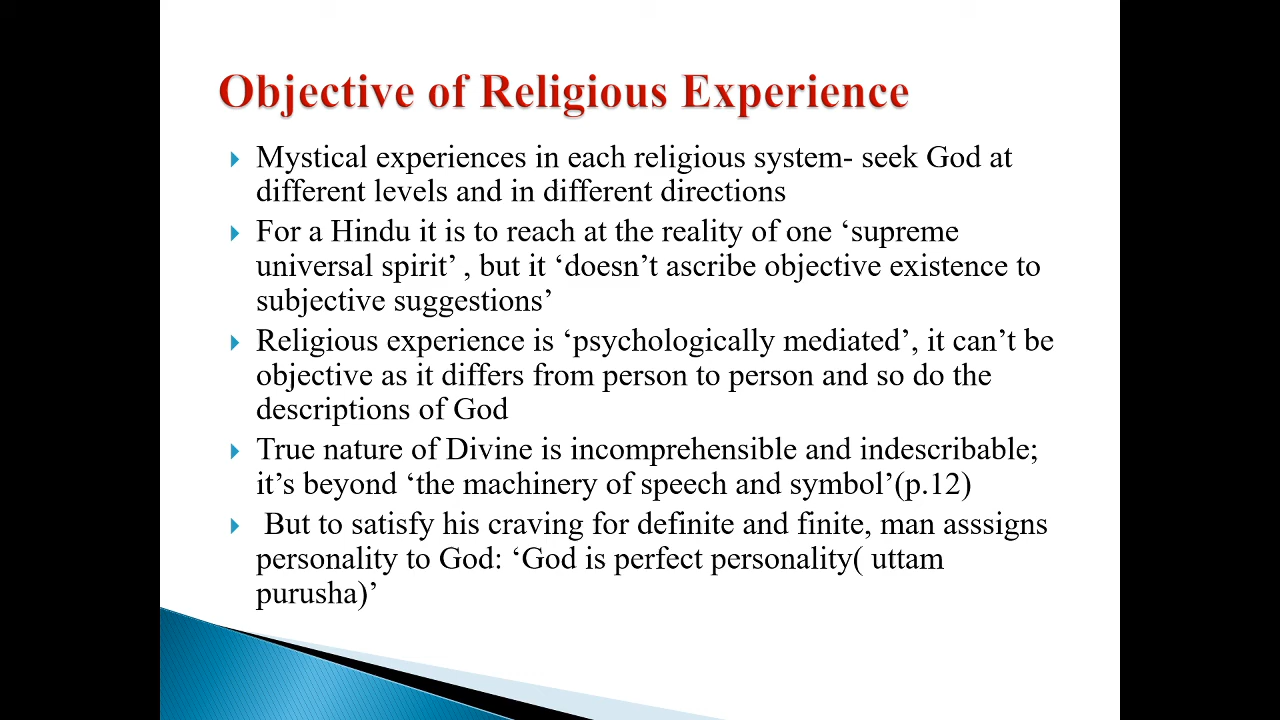 Objective of Religious Experience
Mystical experiences in each religious system- seek God at
different levels and in different directions
For a Hindu it is to reach at the reality of one ‘supreme
universal spirit’ , but it ‘doesn’t ascribe objective existence to
subjective suggestions’
Religious experience is ‘psychologically mediated’, it can’t be
objective as it differs from person to person and so do the
descriptions of God
True nature of Divine is incomprehensible and indescribable;
it’s beyond ‘the machinery of speech and symbol’(p.12)
But to satisfy his craving for definite and finite, man asssigns
personality to God: ‘God is perfect personality( uttam
purusha)’